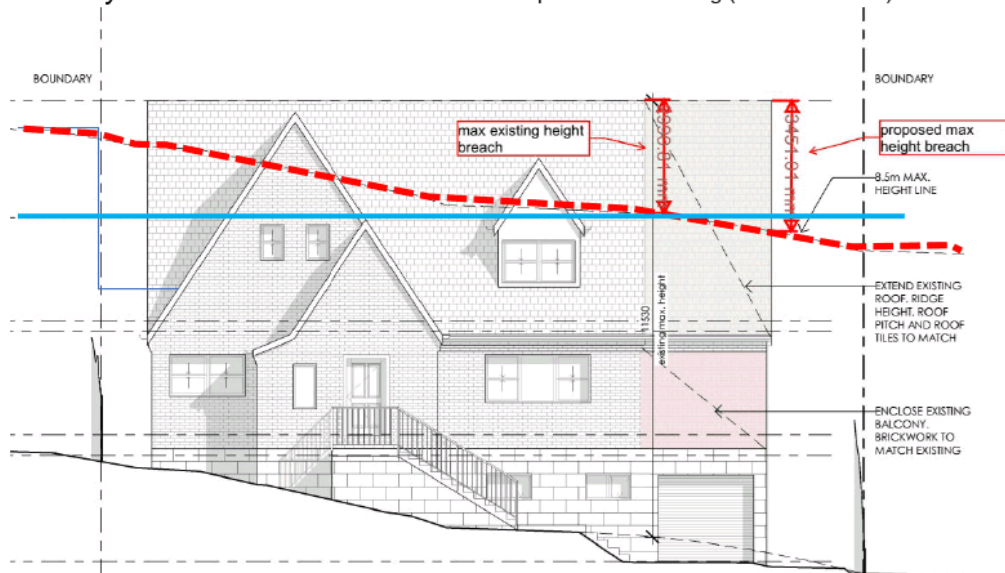 BOUNDARY
BOUNDARY
max existing height
breach
proposed max
height breach
8.5m MAX.
HEIGHT LINE
11530
existing max. height
EXTEND EXISTING
ROOF. RIDGE
HEIGHT. ROOF
PITCH AND ROOF
TILES TO MATCH
ENCLOSE EXISTING
BALCONY.
BRICKWORK TO
MATCH EXISTING